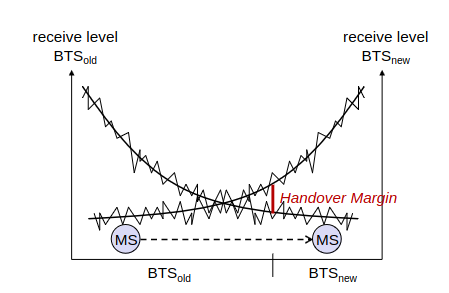 receive level
BTSold
receive level
BTSnew
Handover Margin
MS
MS
BTSold
BTSnew